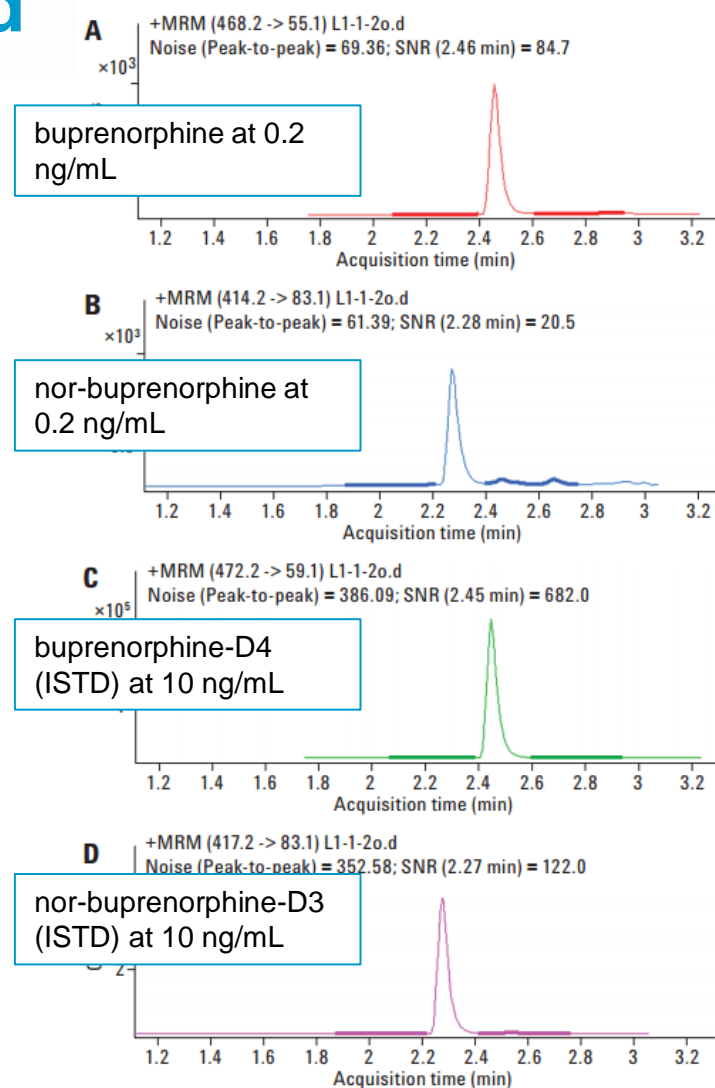 d
A
+MRM (468.2 -> 55.1) L1-1-2o.d
Noise (Peak-to-peak) = 69.36; SNR (2.46 min) = 84.7
×10³
buprenorphine at 0.2
ng/mL
1.2 1.4 1.6 1.8 2 2.2 2.4 2.6 2.8 3 3.2
Acquisition time (min)
B
+MRM (414.2 -> 83.1) L1-1-2o.d
Noise (Peak-to-peak) = 61.39; SNR (2.28 min) = 20.5
×10³
nor-buprenorphine at
0.2 ng/mL
1.2 1.4 1.6 1.8 2 2.2 2.4 2.6 2.8 3 3.2
Acquisition time (min)
C
+MRM (472.2 -> 59.1) L1-1-2o.d
Noise (Peak-to-peak) = 386.09; SNR (2.45 min) = 682.0
×10⁵
buprenorphine-D4
(ISTD) at 10 ng/mL
1.2 1.4 1.6 1.8 2 2.2 2.4 2.6 2.8 3 3.2
Acquisition time (min)
D
+MRM (417.2 -> 83.1) L1-1-2o.d
Noise (Peak-to-peak) = 352.58; SNR (2.27 min) = 122.0
nor-buprenorphine-D3
(ISTD) at 10 ng/mL
2
1.2 1.4 1.6 1.8 2 2.2 2.4 2.6 2.8 3 3.2
Acquisition time (min)